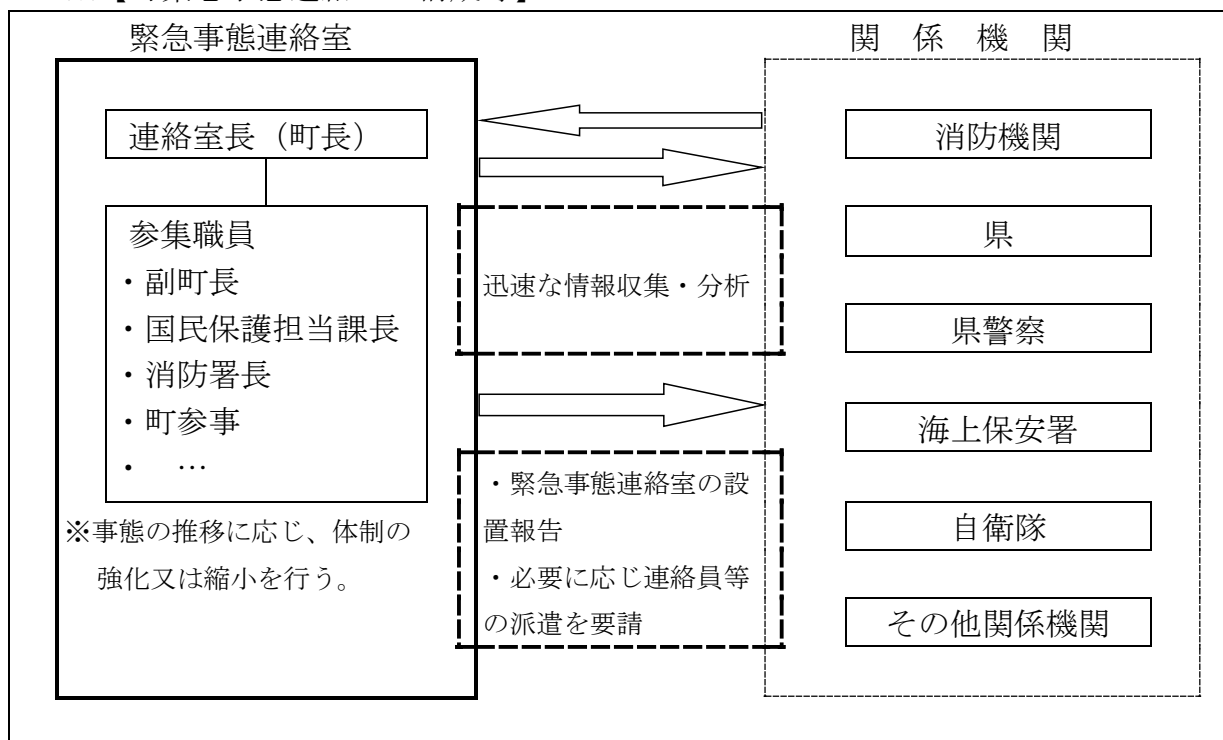 緊急事態連絡室
関係機関
連絡室長（町長）
参集職員
・副町長
・国民保護担当課長
・消防署長
・町参事
・ …
※事態の推移に応じ、体制の
強化又は縮小を行う。
迅速な情報収集・分析
・緊急事態連絡室の設
置報告
・必要に応じ連絡員等
の派遣を要請
消防機関
県
県警察
海上保安署
自衛隊
その他関係機関